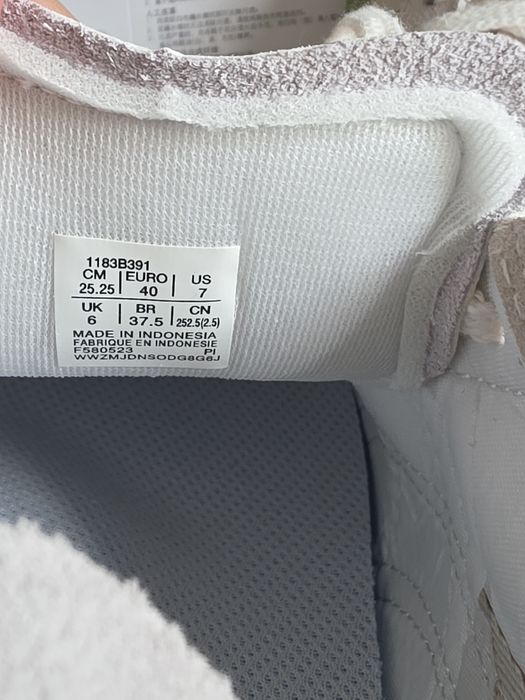 1183B391
CM EURO US
25.25 40 7
UK BR CN
6 37.5 252.5(2.5)
MADE IN INDONESIA
FABRIQUE EN INDONESIE
F580523 PI
WWZMJDNSODG8G6J